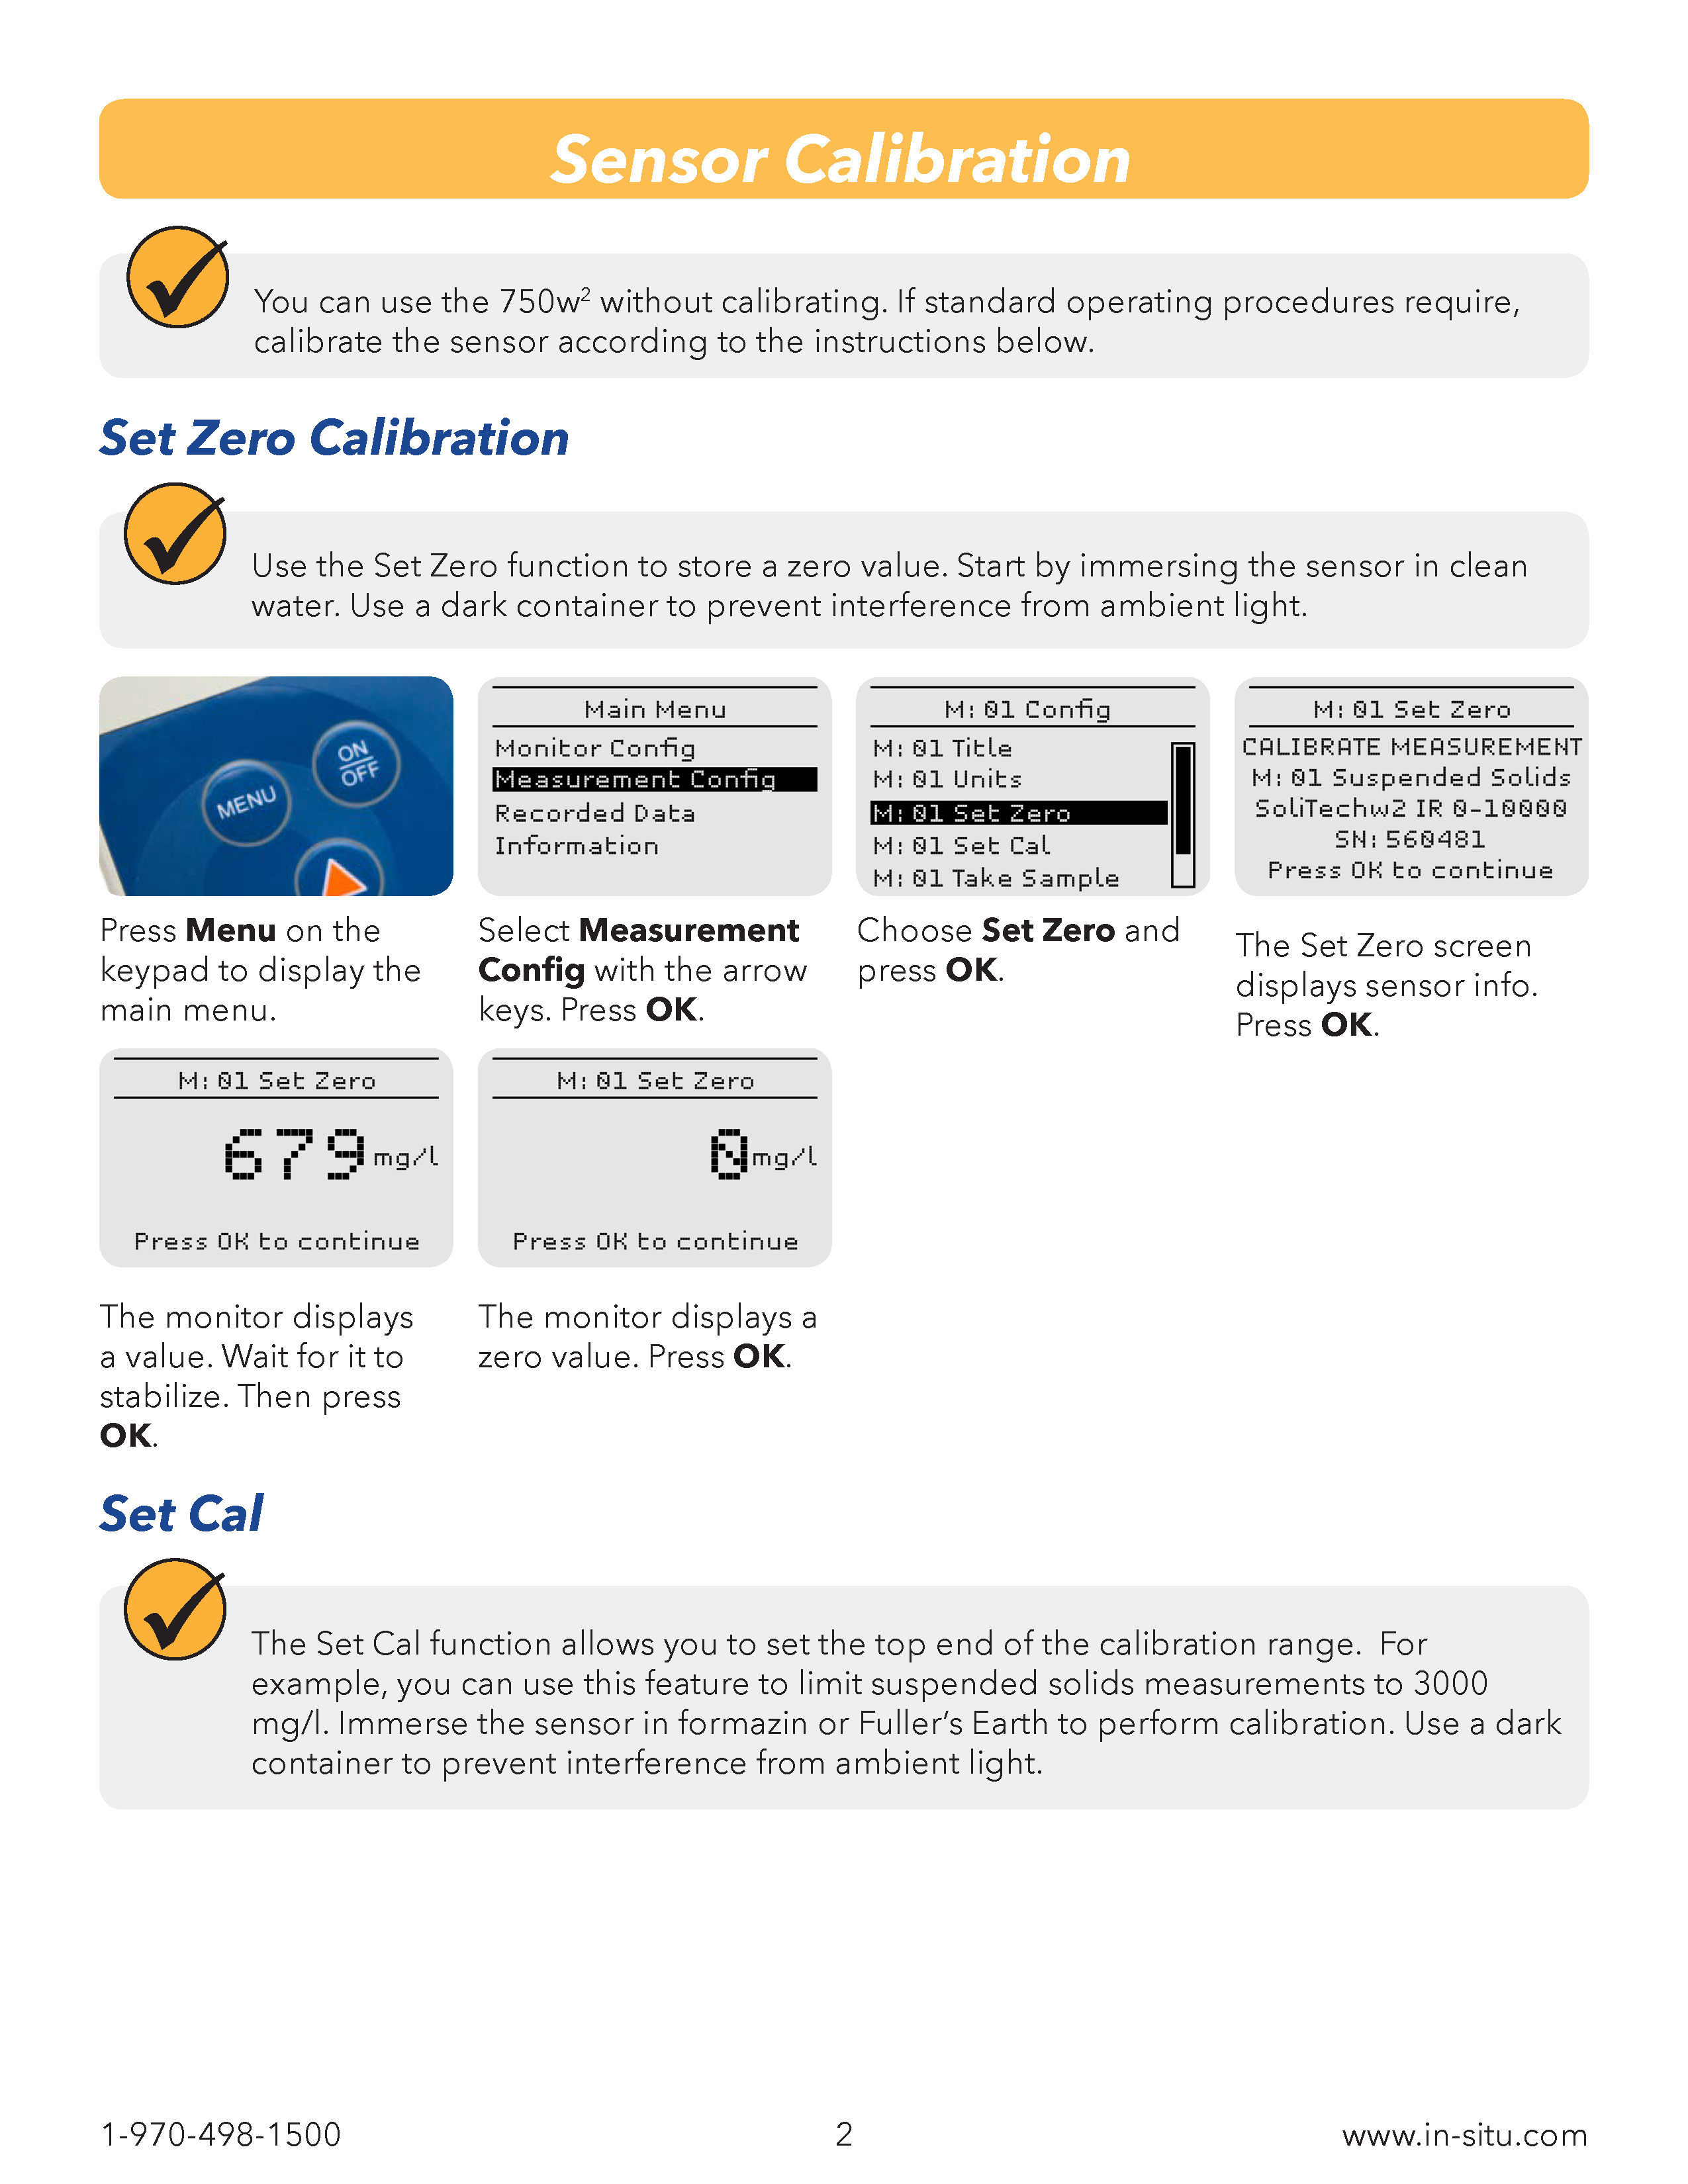 Sensor Calibration
You can use the 750w² without calibrating. If standard operating procedures require,
calibrate the sensor according to the instructions below.
Set Zero Calibration
Use the Set Zero function to store a zero value. Start by immersing the sensor in clean
water. Use a dark container to prevent interference from ambient light.
MENU
ON
OFF
Press Menu on the
keypad to display the
main menu.
Main Menu
Monitor Config
Measurement Config
Recorded Data
Information
Select Measurement
Config with the arrow
keys. Press OK.
M: 01 Config
M: 01 Title
M: 01 Units
M: 01 Set Zero
M: 01 Set Cal
M: 01 Take Sample
Choose Set Zero and
press OK.
M: 01 Set Zero
CALIBRATE MEASUREMENT
M: 01 Suspended Solids
SoliTechw2 IR 0-10000
SN: 560481
Press OK to continue
The Set Zero screen
displays sensor info.
Press OK.
M: 01 Set Zero
679 mg/l
Press OK to continue
The monitor displays
a value. Wait for it to
stabilize. Then press
OK.
M: 01 Set Zero
0 mg/l
Press OK to continue
The monitor displays a
zero value. Press OK.
Set Cal
The Set Cal function allows you to set the top end of the calibration range.  For
example, you can use this feature to limit suspended solids measurements to 3000
mg/l. Immerse the sensor in formazin or Fuller’s Earth to perform calibration. Use a dark
container to prevent interference from ambient light.
1-970-498-1500
2
www.in-situ.com